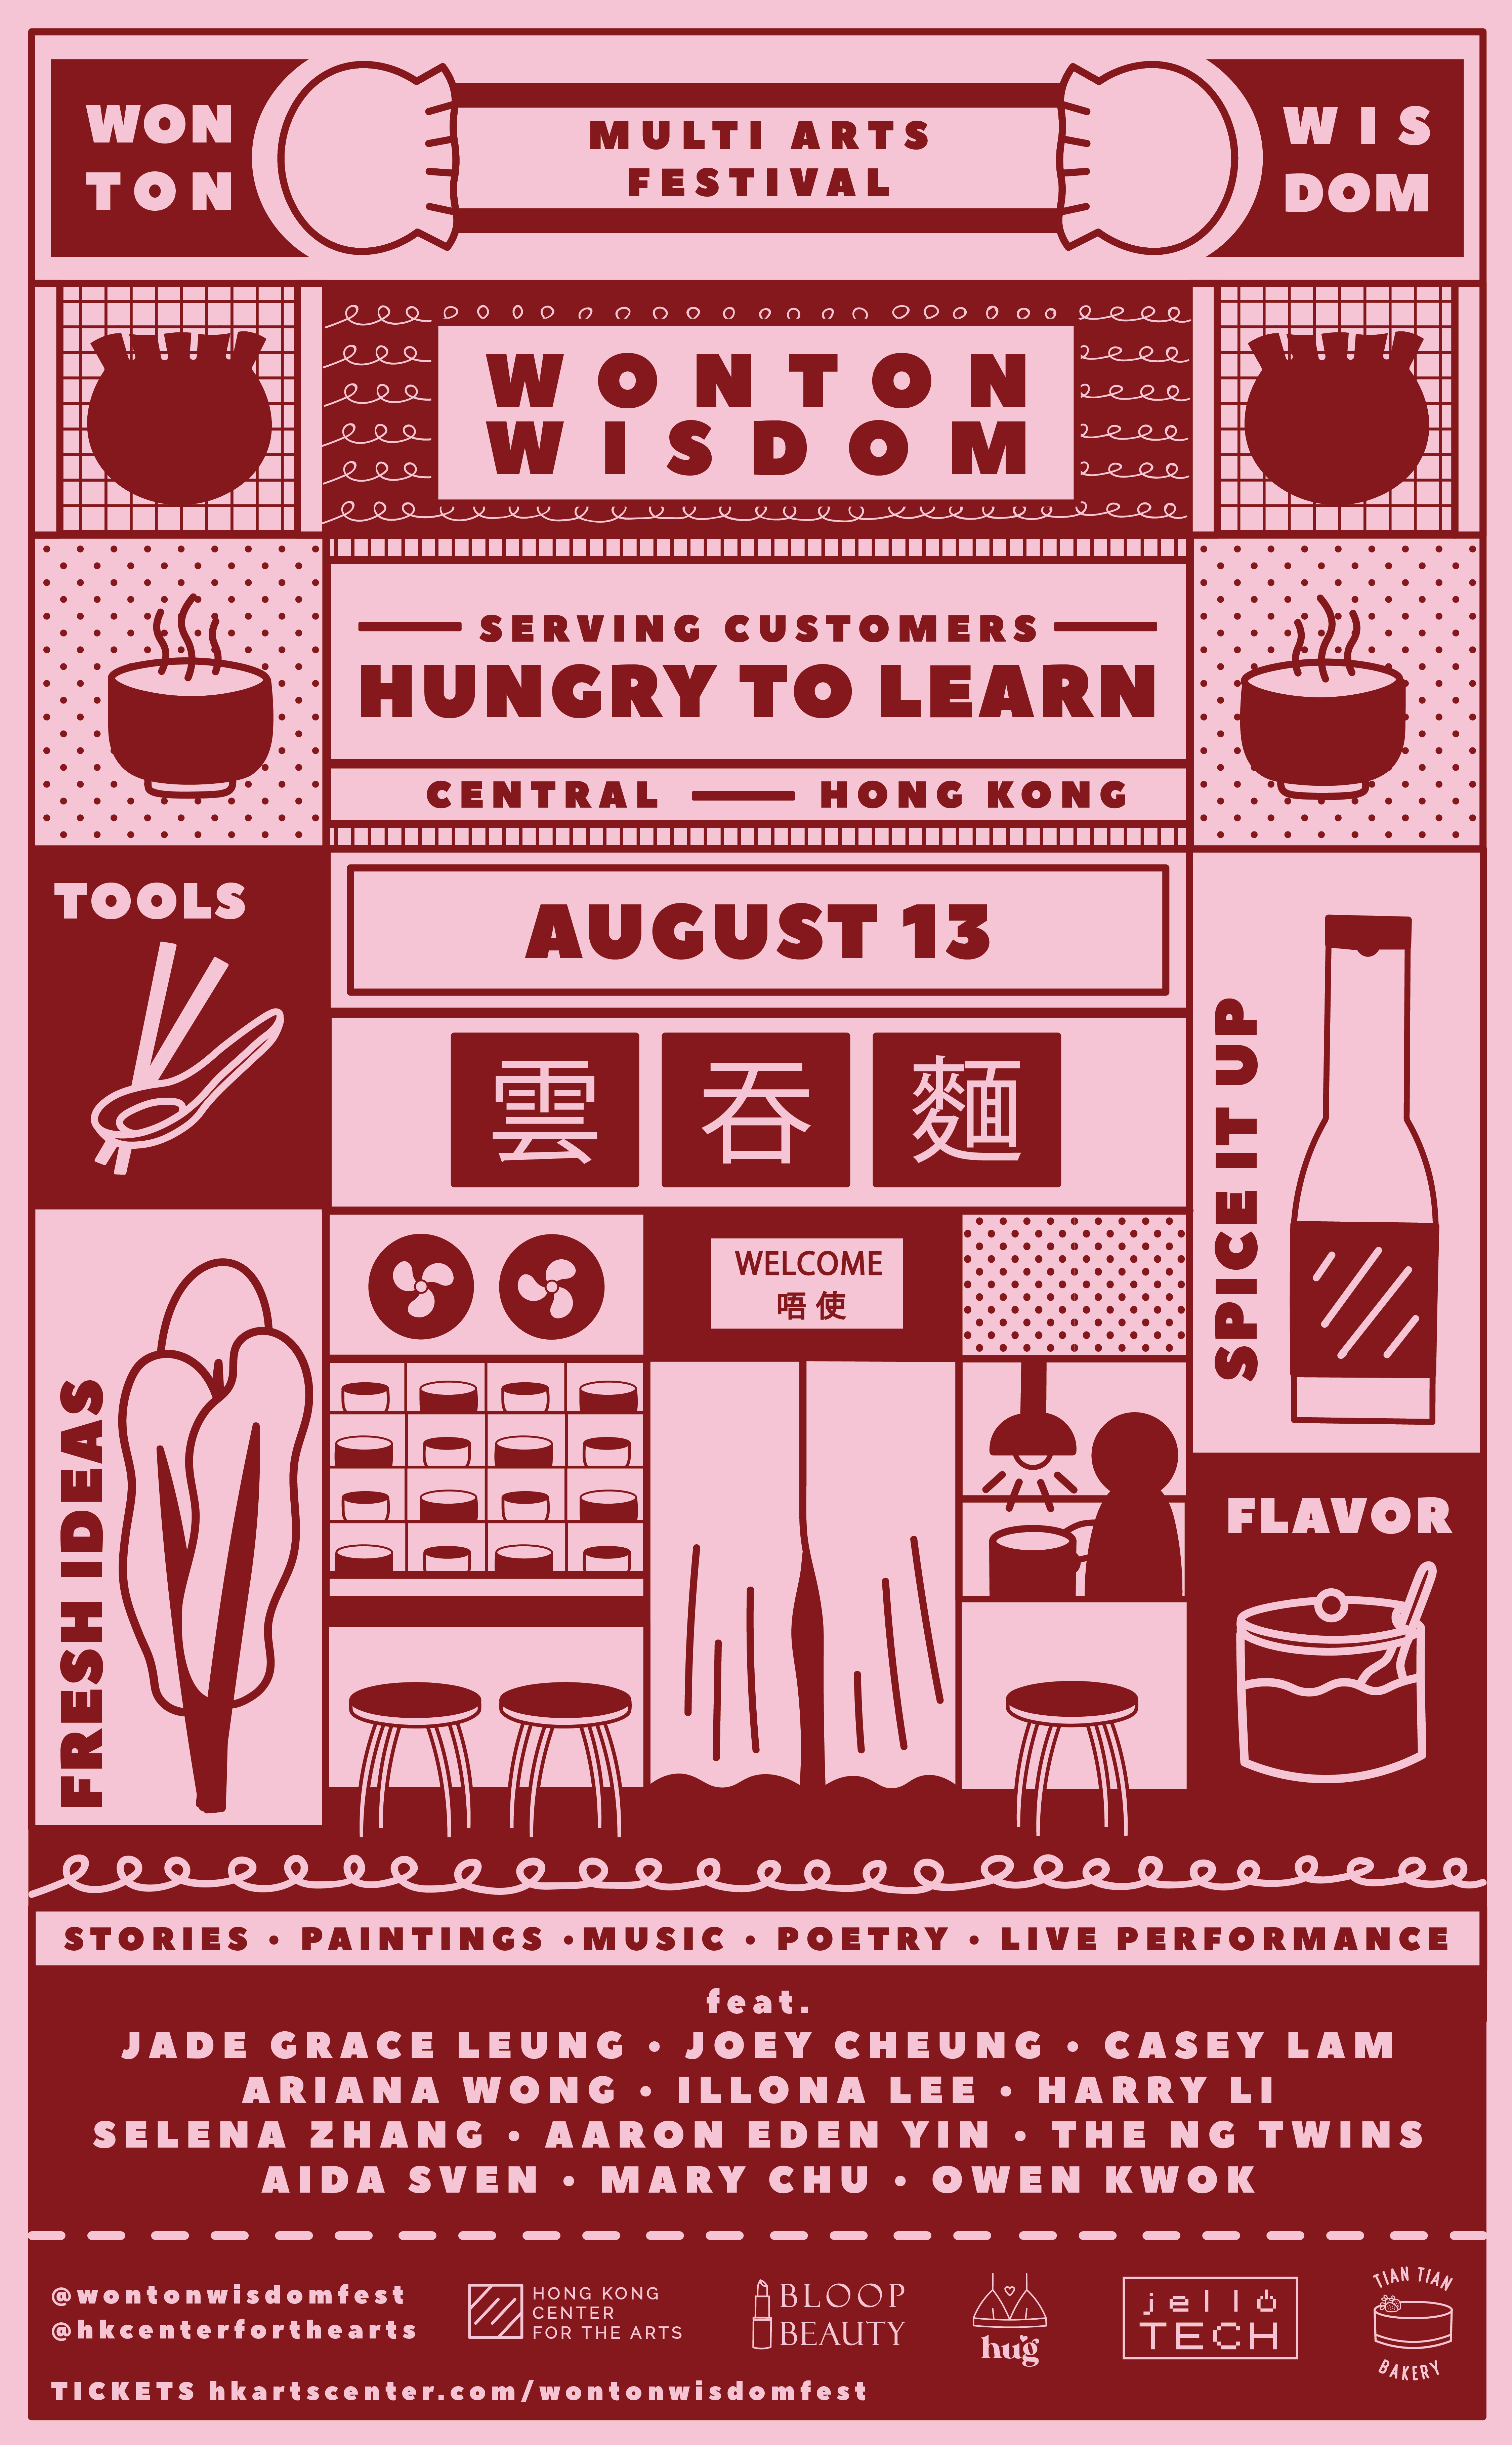 WON
TON
MULTI ARTS
FESTIVAL
WIS
DOM
WONTON
WISDOM
SERVING CUSTOMERS
HUNGRY TO LEARN
CENTRAL — HONG KONG
TOOLS
AUGUST 13
雲 吞 麵
SPICE IT UP
WELCOME
唔使
FRESH IDEAS
FLAVOR
STORIES • PAINTINGS •MUSIC • POETRY • LIVE PERFORMANCE
feat.
JADE GRACE LEUNG • JOEY CHEUNG • CASEY LAM
ARIANA WONG • ILLONA LEE • HARRY LI
SELENA ZHANG • AARON EDEN YIN • THE NG TWINS
AIDA SVEN • MARY CHU • OWEN KWOK
@wontonwisdomfest
@hkcenterforthearts
HONG KONG
CENTER
FOR THE ARTS
BLOOP
BEAUTY
hug
jello
TECH
TIAN TIAN
BAKERY
TICKETS hkartscenter.com/wontonwisdomfest